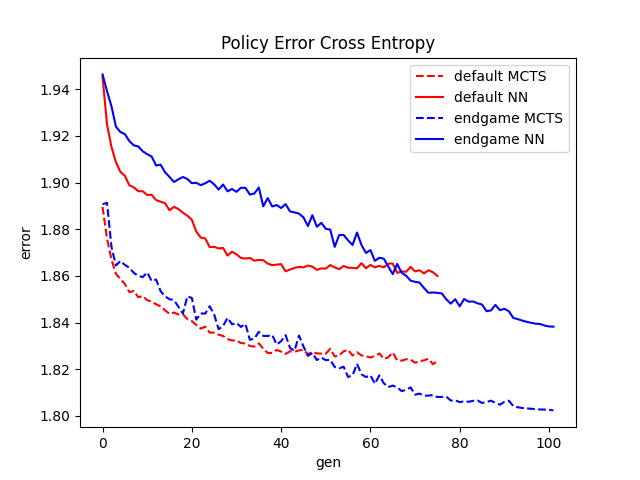 Policy Error Cross Entropy
default MCTS
default NN
endgame MCTS
endgame NN
error
1.94
1.92
1.90
1.88
1.86
1.84
1.82
1.80
0 20 40 60 80 100
gen